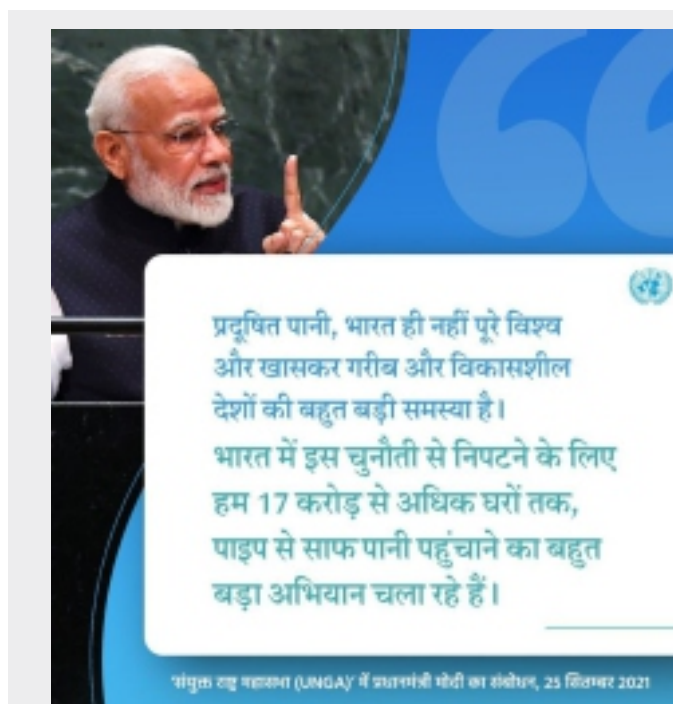 प्रदूषित पानी, भारत ही नहीं पूरे विश्व
और खासकर गरीब और विकासशील
देशों की बहुत बड़ी समस्या है।
भारत में इस चुनौती से निपटने के लिए
हम 17 करोड़ से अधिक घरों तक,
पाइप से साफ पानी पहुंचाने का बहुत
बड़ा अभियान चला रहे हैं।
'संयुक्त राष्ट्र महासभा (UNGA)' में प्रधानमंत्री मोदी का संबोधन, 25 सितम्बर 2021